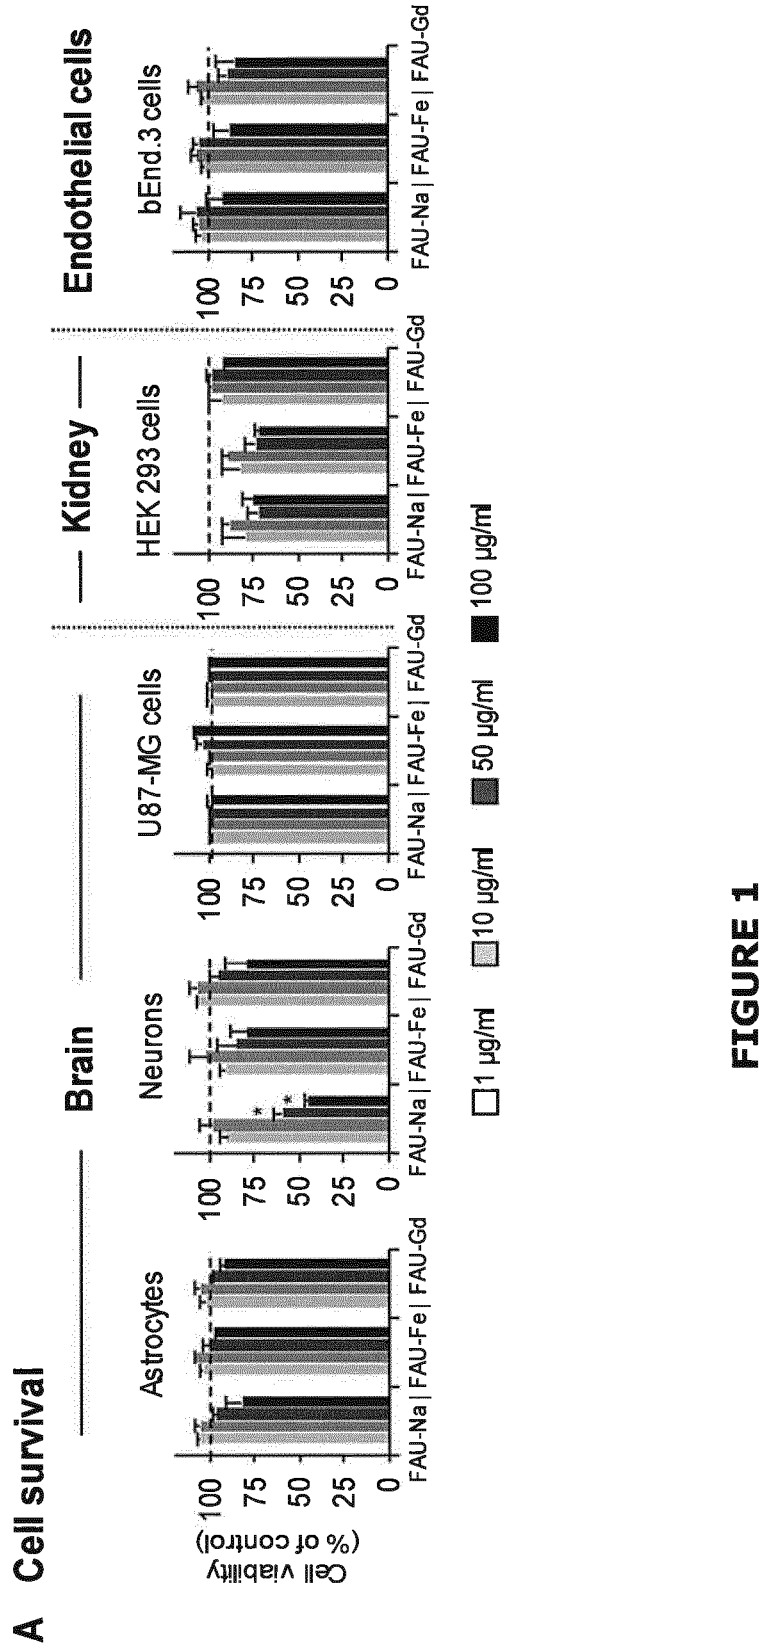 A Cell survival
Brain
Kidney
Endothelial cells
Astrocytes
Neurons
U87-MG cells
HEK 293 cells
bEnd.3 cells
Cell viability
(% of control)
100
75
50
25
0
FAU-Na | FAU-Fe | FAU-Gd
100
75
50
25
0
FAU-Na | FAU-Fe | FAU-Gd
* *
100
75
50
25
0
FAU-Na | FAU-Fe | FAU-Gd
100
75
50
25
0
FAU-Na | FAU-Fe | FAU-Gd
100
75
50
25
0
FAU-Na | FAU-Fe | FAU-Gd
1 µg/ml
10 µg/ml
50 µg/ml
100 µg/ml
FIGURE 1